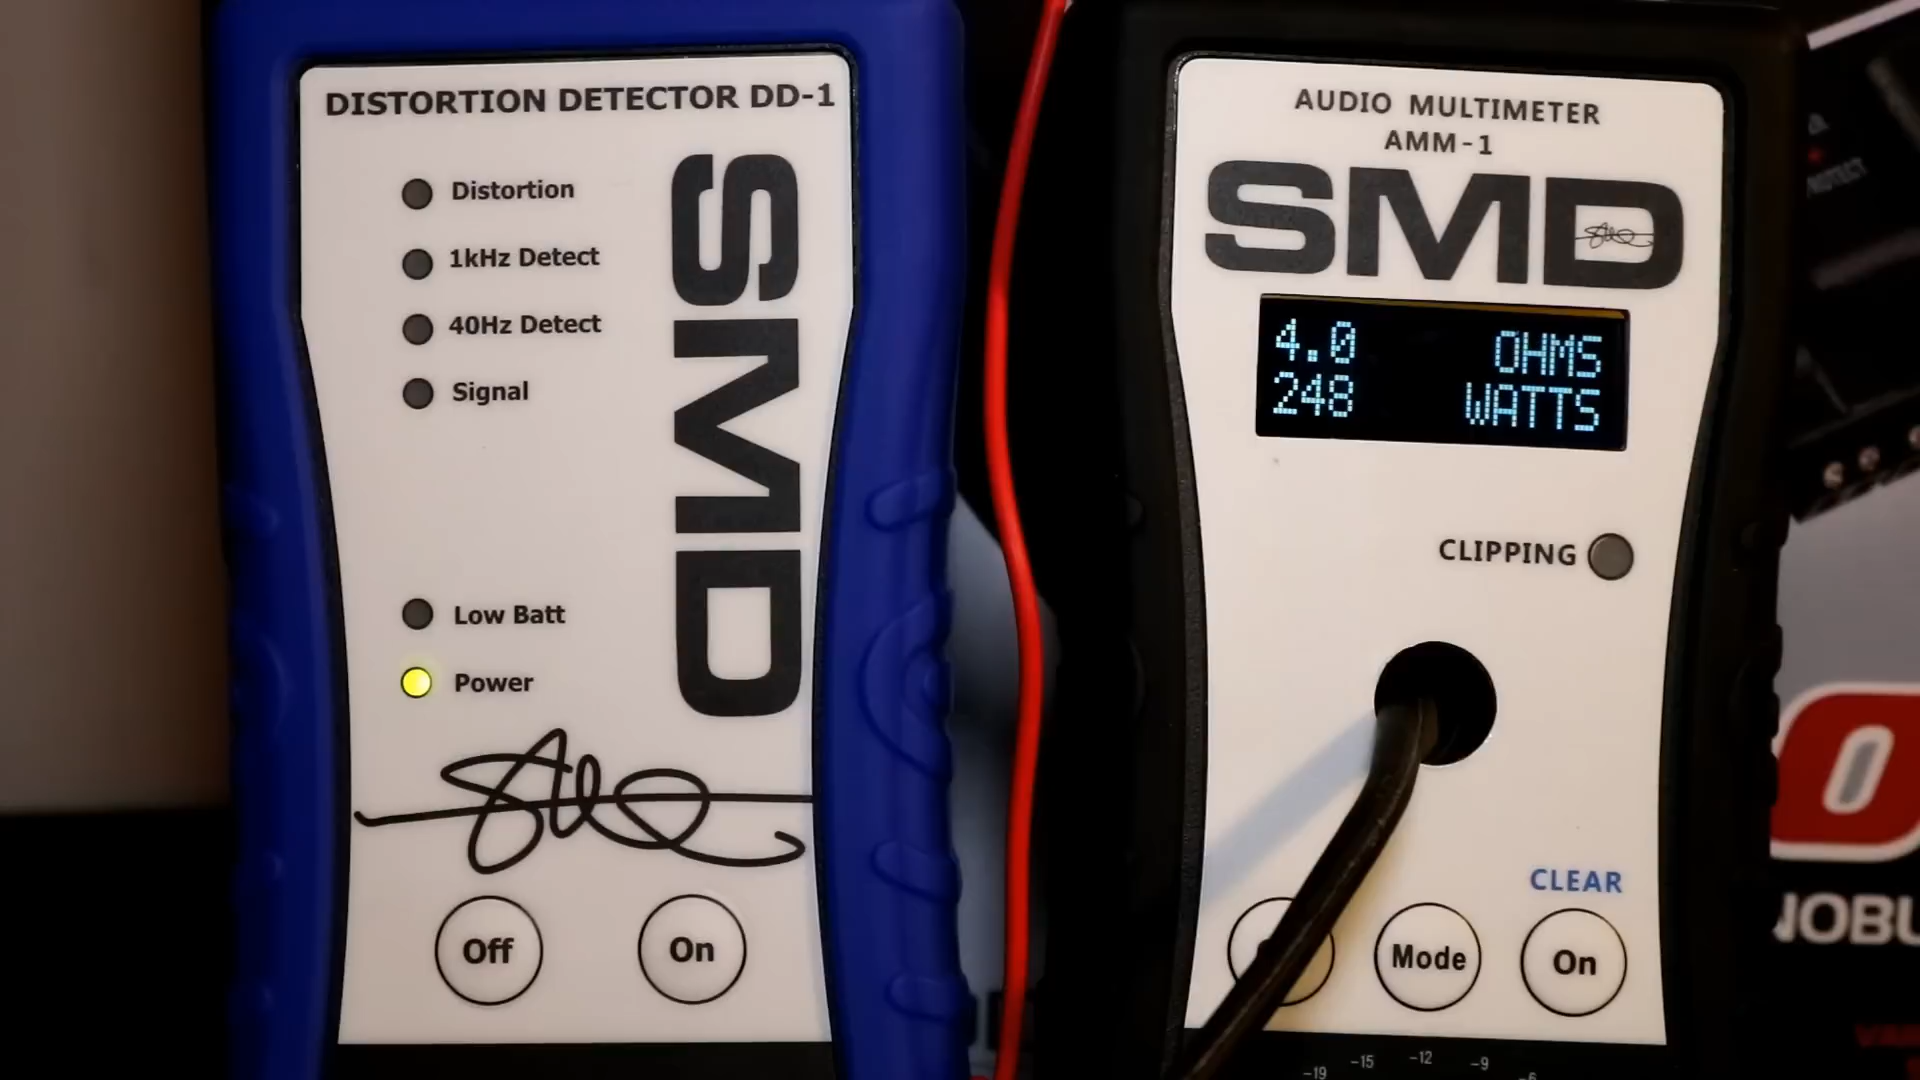 DISTORTION DETECTOR DD-1
Distortion
1kHz Detect
40Hz Detect
Signal
SMD
Low Batt
Power
Off
On
AUDIO MULTIMETER
AMM-1
SMD
4.0 OHMS
248 WATTS
CLIPPING
CLEAR
Mode
On
-19 -15 -12 -9 -6